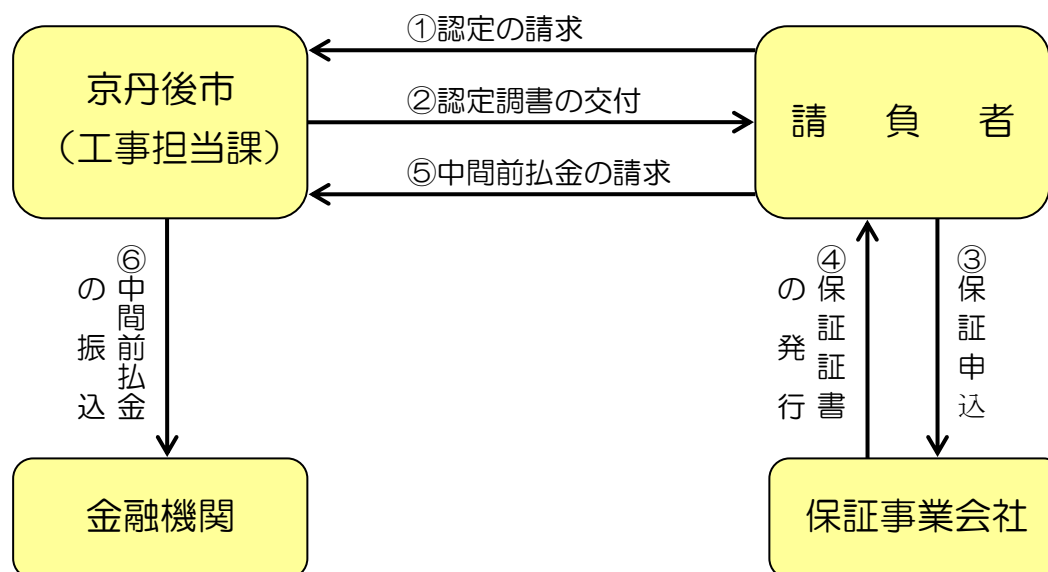 ①認定の請求
京丹後市
（工事担当課）
②認定調書の交付
請負者
⑤中間前払金の請求
⑥中間前払金
の振込
④保証証書
の発行
③保証申込
金融機関
保証事業会社